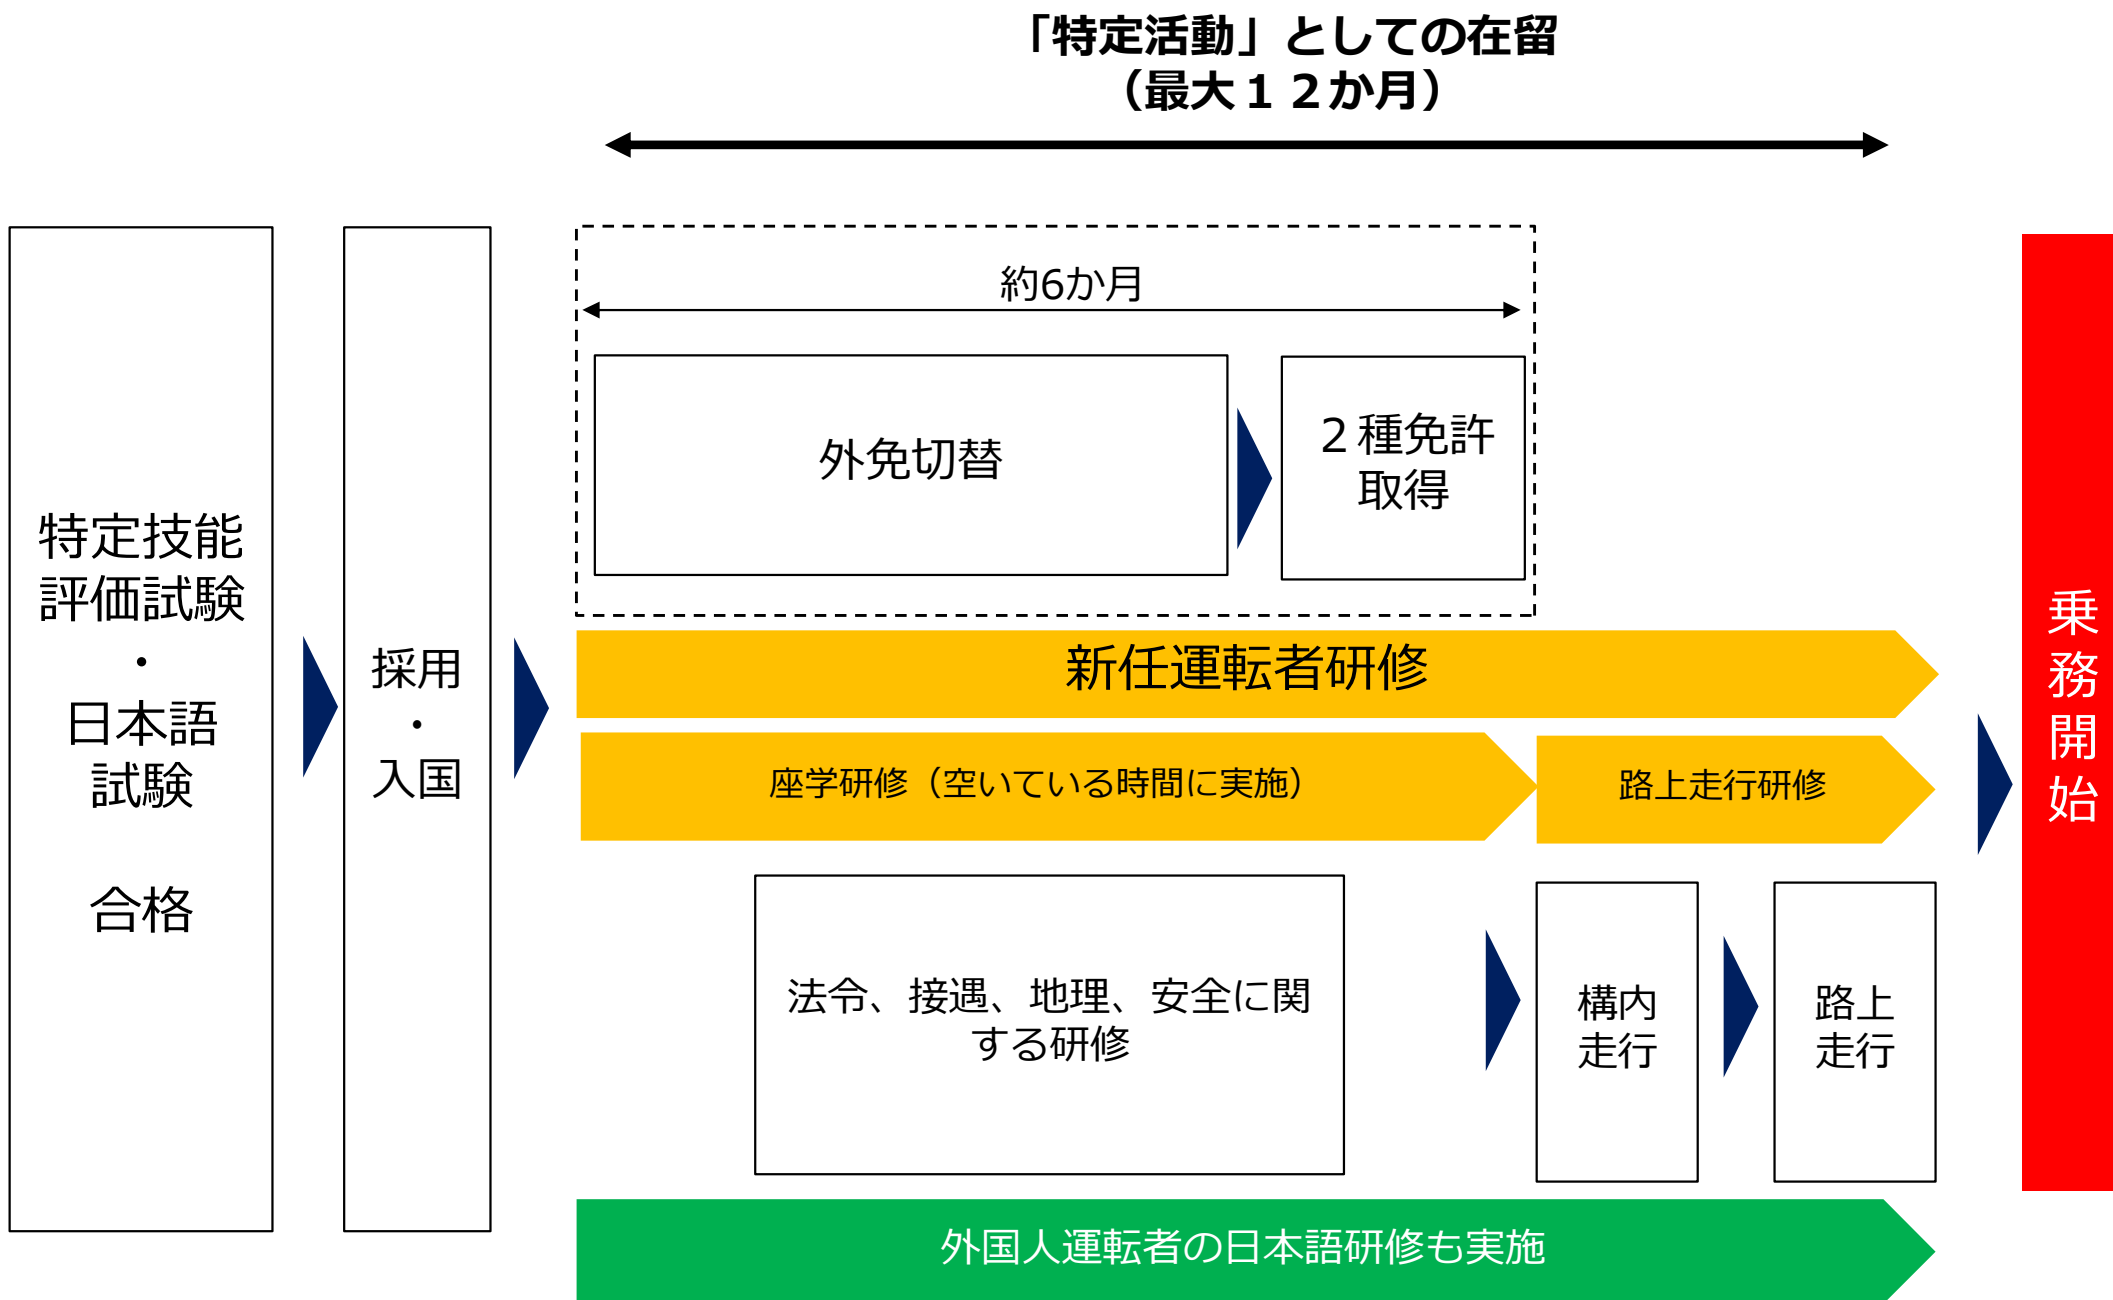 「特定活動」としての在留
（最大１２か月）
特定技能
評価試験
・
日本語
試験
合格
採用
・
入国
約6か月
外免切替
２種免許
取得
新任運転者研修
座学研修（空いている時間に実施）
路上走行研修
法令、接遇、地理、安全に関
する研修
構内
走行
路上
走行
外国人運転者の日本語研修も実施
乗務開始